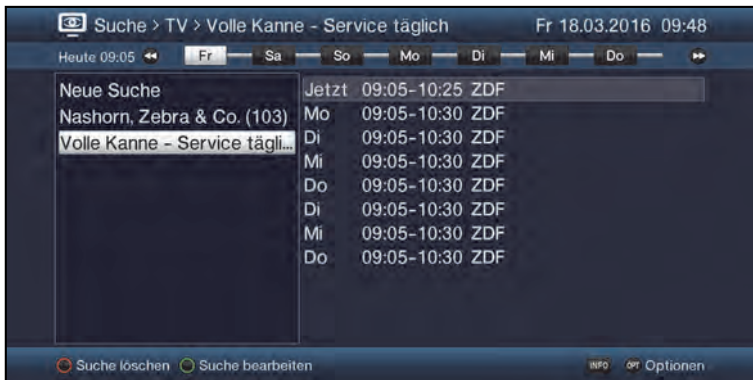 Suche > TV > Volle Kanne - Service täglich Fr 18.03.2016 09:48
Heute 09:05 Fr Sa So Mo Di Mi Do
Neue Suche
Nashorn, Zebra & Co. (103)
Volle Kanne - Service tägli...
Jetzt 09:05-10:25 ZDF
Mo 09:05-10:30 ZDF
Di 09:05-10:30 ZDF
Mi 09:05-10:30 ZDF
Do 09:05-10:30 ZDF
Di 09:05-10:30 ZDF
Mi 09:05-10:30 ZDF
Do 09:05-10:30 ZDF
Suche löschen Suche bearbeiten INFO OPT Optionen